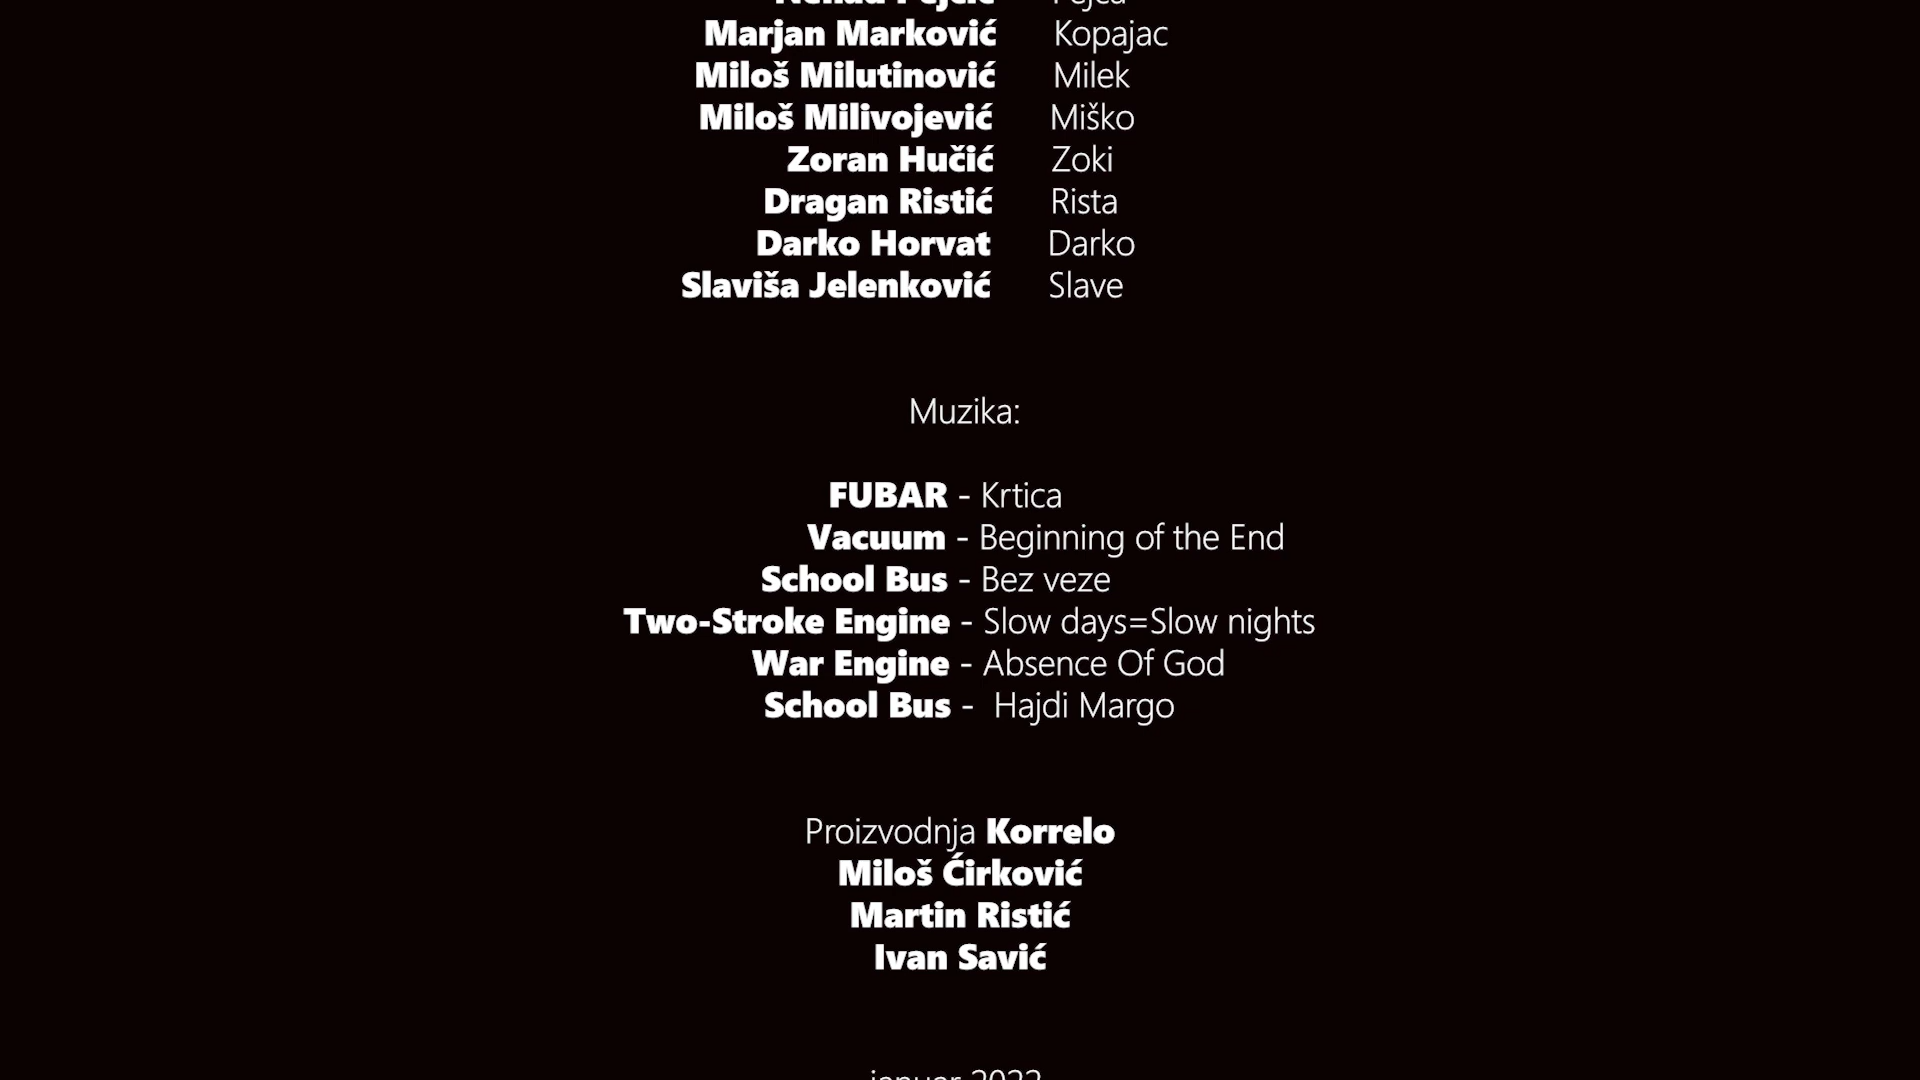 Marjan Marković Kopajac
Miloš Milutinović Milek
Miloš Milivojević Miško
Zoran Hučić Zoki
Dragan Ristić Rista
Darko Horvat Darko
Slaviša Jelenković Slave
Muzika:
FUBAR - Krtica
Vacuum - Beginning of the End
School Bus - Bez veze
Two-Stroke Engine - Slow days=Slow nights
War Engine - Absence Of God
School Bus - Hajdi Margo
Proizvodnja Korrelo
Miloš Ćirković
Martin Ristić
Ivan Savić